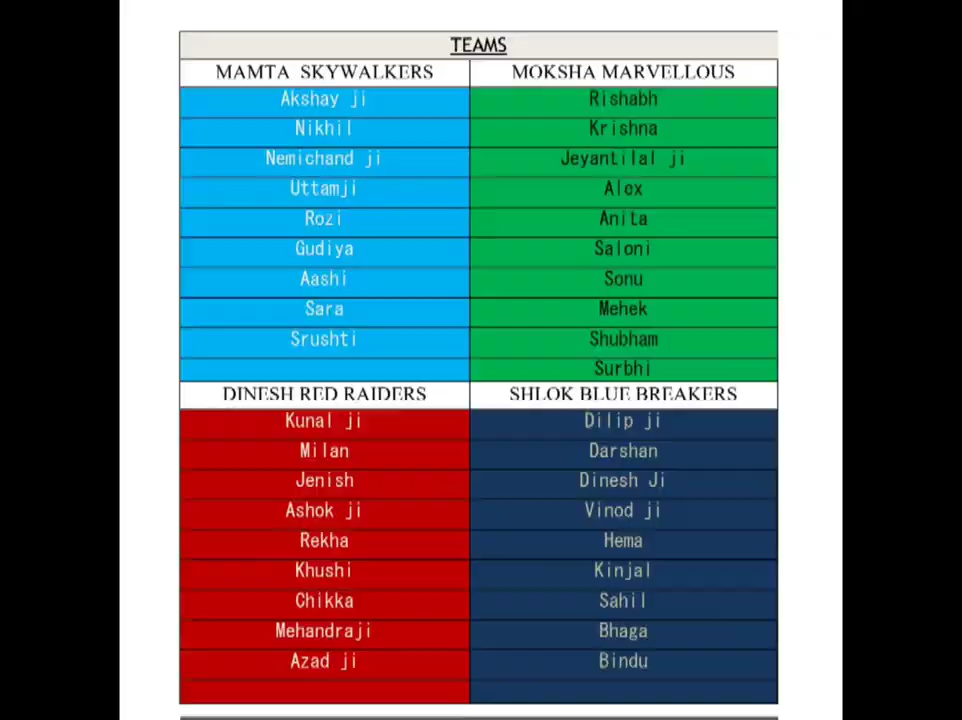 TEAMS
MAMTA SKYWALKERS MOKSHA MARVELLOUS
Akshay ji Rishabh
Nikhil Krishna
Nemichand ji Jeyantilal ji
Uttamji Alex
Rozi Anita
Gudiya Saloni
Aashi Sonu
Sara Mehek
Srushti Shubham
Surbhi
DINESH RED RAIDERS SHLOK BLUE BREAKERS
Kunal ji Dilip ji
Milan Darshan
Jenish Dinesh Ji
Ashok ji Vinod ji
Rekha Hema
Khushi Kinjal
Chikka Sahil
Mehandraji Bhaga
Azad ji Bindu